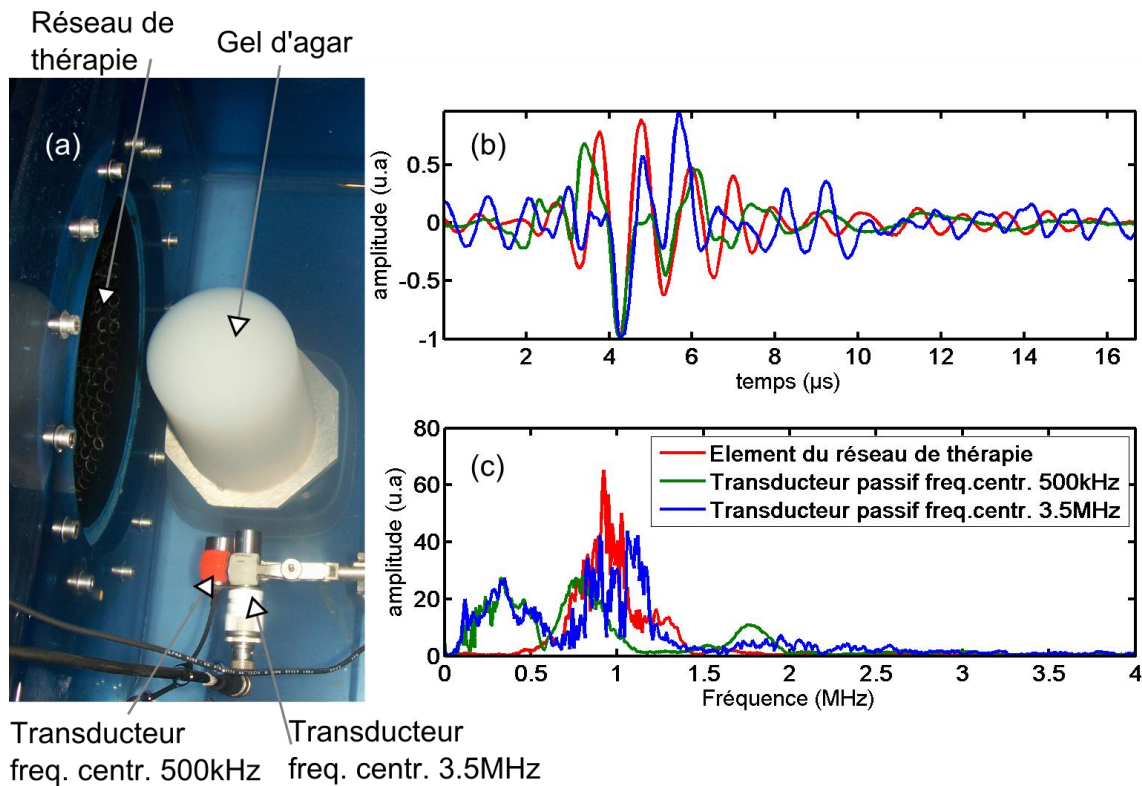 Réseau de
thérapie
Gel d'agar
(a)
Transducteur
freq. centr. 500kHz
Transducteur
freq. centr. 3.5MHz
(b)
amplitude (u.a)
0.5
0
-0.5
-1
2
4
6
8
10
12
14
16
temps (µs)
(c)
amplitude (u.a)
80
60
40
20
0
Element du réseau de thérapie
Transducteur passif freq.centr. 500kHz
Transducteur passif freq.centr. 3.5MHz
0
0.5
1
1.5
2
2.5
3
3.5
4
Fréquence (MHz)